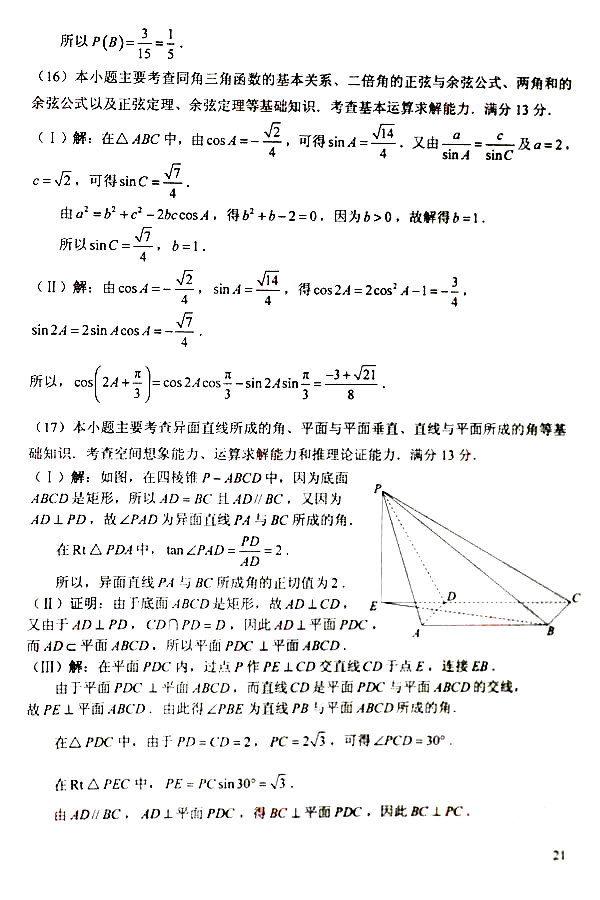 所以 P(B)=3/15=1/5.
(16) 本小题主要考查同角三角函数的基本关系、二倍角的正弦与余弦公式、两角和的
余弦公式以及正弦定理、余弦定理等基础知识. 考查基本运算求解能力. 满分 13 分.
(Ⅰ) 解: 在△ABC 中, 由 cos A=-√2/4, 可得 sin A=√14/4. 又由 a/sin A=c/sin C 及 a=2,
c=√2, 可得 sin C=√7/4.
由 a²=b²+c²-2bc cos A, 得 b²+b-2=0, 因为 b>0, 故解得 b=1.
所以 sin C=√7/4, b=1.
(Ⅱ) 解: 由 cos A=-√2/4, sin A=√14/4, 得 cos 2A=2cos² A-1=-3/4,
sin 2A=2sin A cos A=-√7/4.
所以, cos(2A+π/3)=cos 2A cos π/3-sin 2A sin π/3=(-3+√21)/8.
(17) 本小题主要考查异面直线所成的角、平面与平面垂直、直线与平面所成的角等基
础知识. 考查空间想象能力、运算求解能力和推理论证能力. 满分 13 分.
(Ⅰ) 解: 如图, 在四棱锥 P-ABCD 中, 因为底面
ABCD 是矩形, 所以 AD=BC 且 AD//BC, 又因为
AD⊥PD, 故∠PAD 为异面直线 PA 与 BC 所成的角.
在 Rt△PDA 中, tan∠PAD=PD/AD=2.
所以, 异面直线 PA 与 BC 所成角的正切值为 2.
(Ⅱ) 证明: 由于底面 ABCD 是矩形, 故 AD⊥CD,
又由于 AD⊥PD, CD∩PD=D, 因此 AD⊥平面 PDC,
而 AD⊂平面 ABCD, 所以平面 PDC⊥平面 ABCD.
P
D
C
E
A
B
(Ⅲ) 解: 在平面 PDC 内, 过点 P 作 PE⊥CD 交直线 CD 于点 E, 连接 EB.
由于平面 PDC⊥平面 ABCD, 而直线 CD 是平面 PDC 与平面 ABCD 的交线,
故 PE⊥平面 ABCD. 由此得∠PBE 为直线 PB 与平面 ABCD 所成的角.
在△PDC 中, 由于 PD=CD=2, PC=2√3, 可得∠PCD=30°.
在 Rt△PEC 中, PE=PC sin 30°=√3.
由 AD//BC, AD⊥平面 PDC, 得 BC⊥平面 PDC, 因此 BC⊥PC.
21